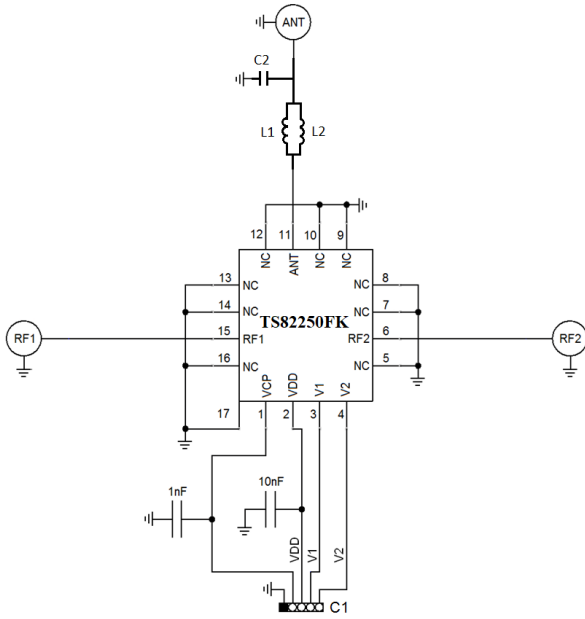 ANT
C2
L1 L2
12 11 10 9
NC ANT NC NC
13 NC NC 8
14 NC NC 7
TS82250FK
RF1 15 RF1 RF2 6 RF2
16 NC NC 5
VCP VDD V1 V2
17 1 2 3 4
1nF 10nF
VDD V1 V2
C1